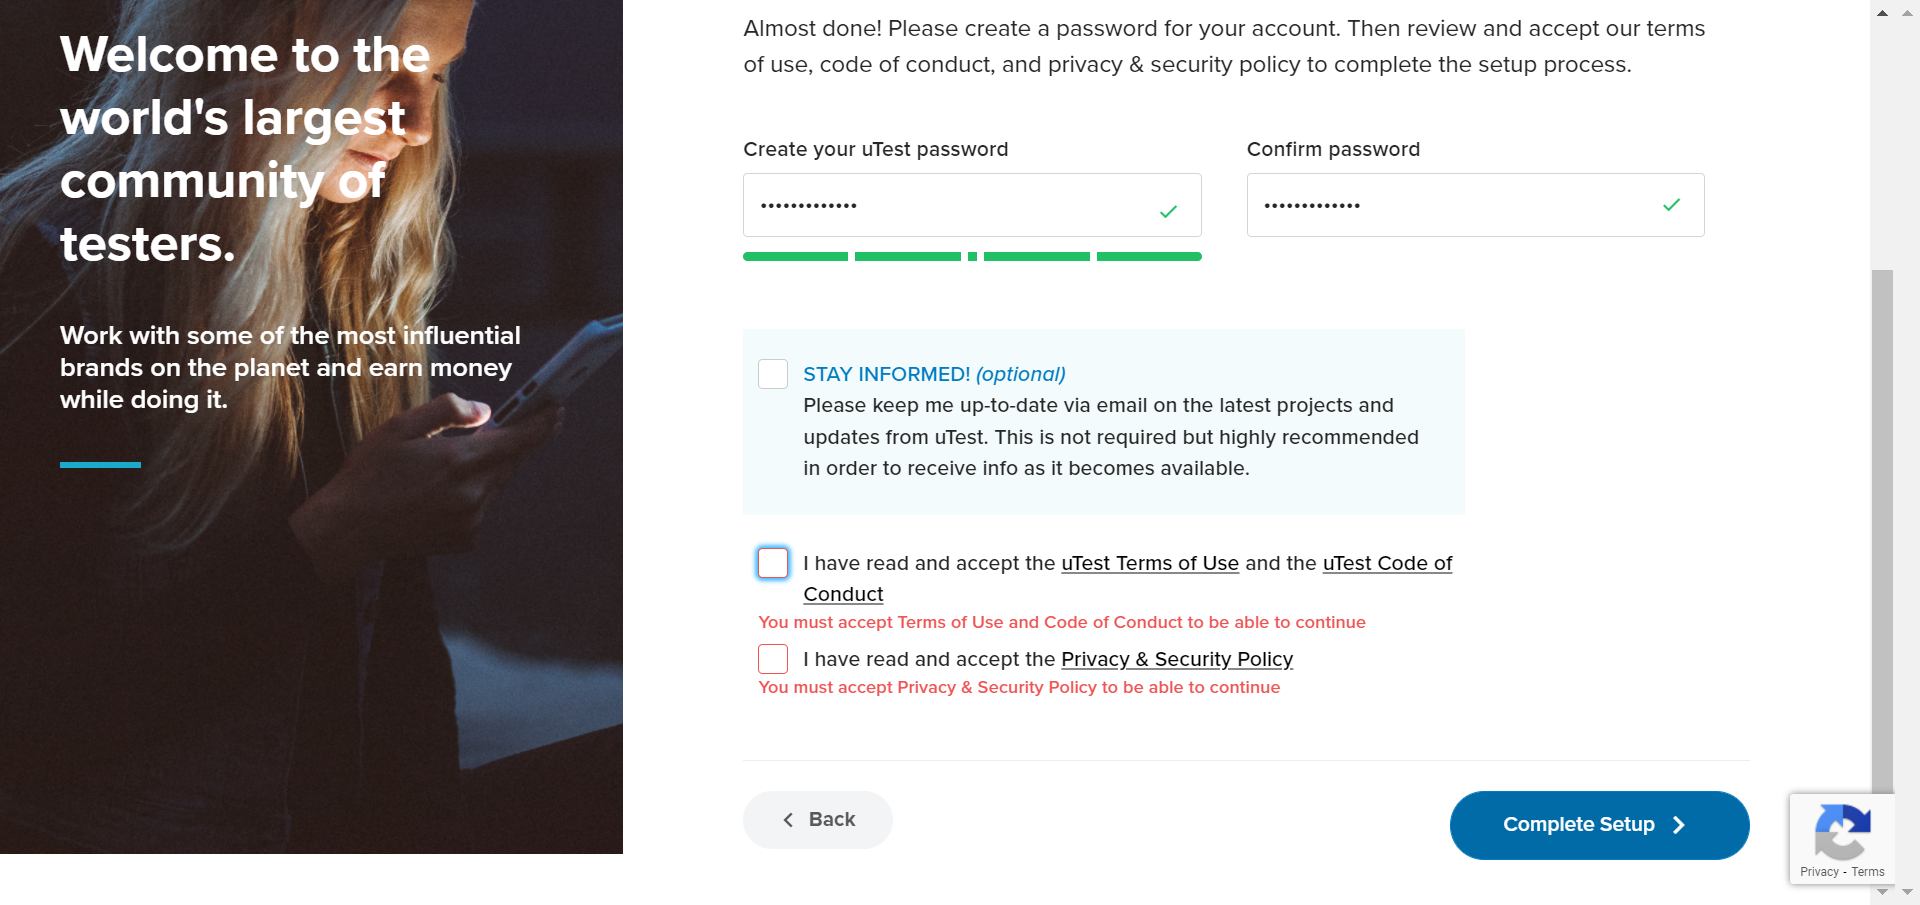 Welcome to the
world's largest
community of
testers.
Work with some of the most influential
brands on the planet and earn money
while doing it.
Almost done! Please create a password for your account. Then review and accept our terms
of use, code of conduct, and privacy & security policy to complete the setup process.
Create your uTest password
Confirm password
•••••••••••••
•••••••••••••
STAY INFORMED! (optional)
Please keep me up-to-date via email on the latest projects and
updates from uTest. This is not required but highly recommended
in order to receive info as it becomes available.
I have read and accept the uTest Terms of Use and the uTest Code of
Conduct
You must accept Terms of Use and Code of Conduct to be able to continue
I have read and accept the Privacy & Security Policy
You must accept Privacy & Security Policy to be able to continue
Back
Complete Setup
Privacy - Terms